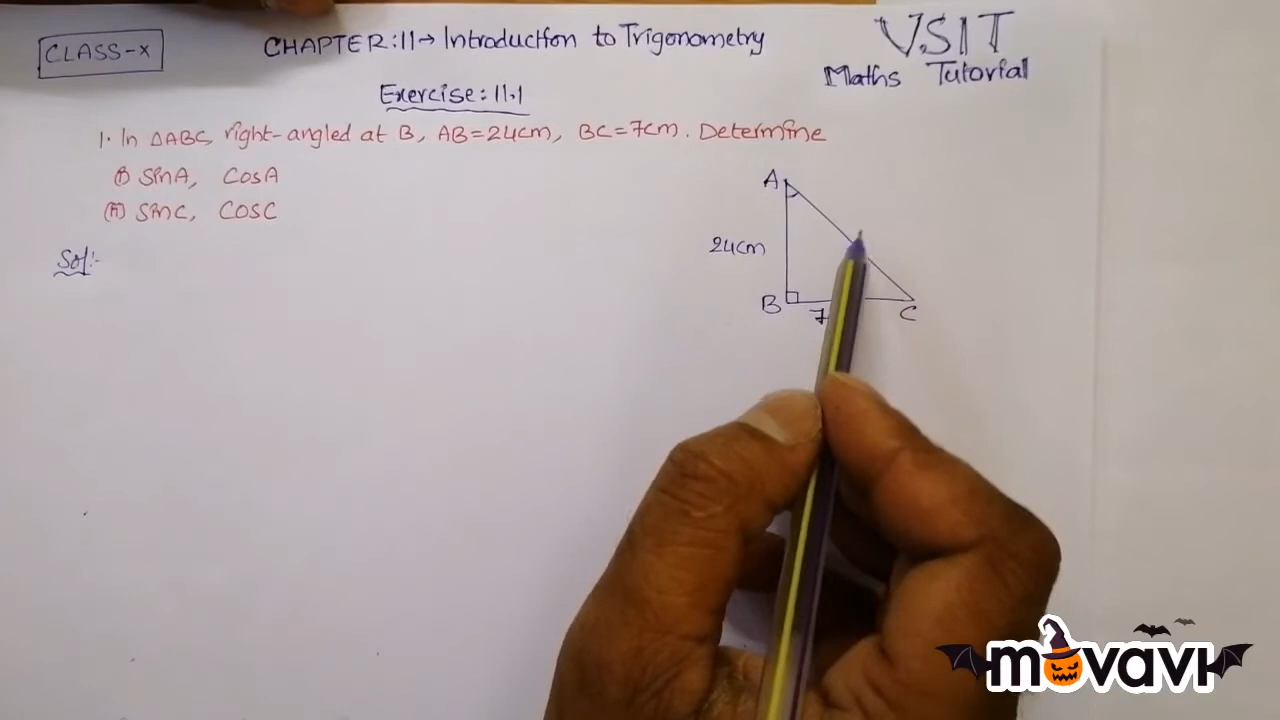 CLASS-X
CHAPTER:11→ Introduction to Trigonometry
VSIT
Maths Tutorial
Exercise:11.1
1. In △ABC, right-angled at B, AB=24cm, BC=7cm. Determine
(i) SinA, CosA
(ii) SinC, COSC
Sol:-
A
24cm
B
7
C
movavi